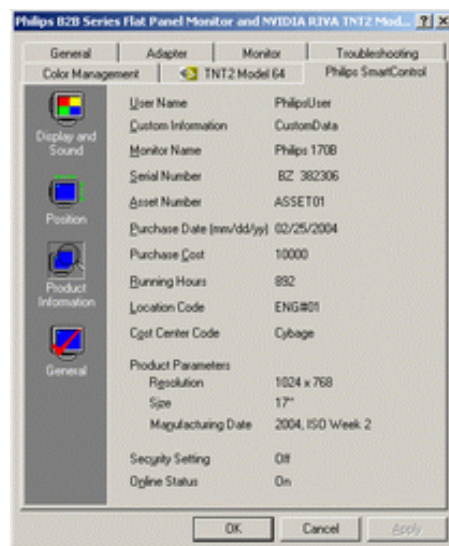 Philips B2B Series Flat Panel Monitor and NVIDIA RIVA TNT2 Mod... ? X
General Adapter Monitor Troubleshooting
Color Management TNT2 Model 64 Philips SmartControl
Display and Sound
Position
Product Information
General
User Name PhilipsUser
Custom Information CustomData
Monitor Name Philips 170B
Serial Number BZ 382306
Asset Number ASSET01
Purchase Date (mm/dd/yy) 02/25/2004
Purchase Cost 10000
Running Hours 892
Location Code ENG#01
Cost Center Code Cybage
Product Parameters
Resolution 1024 x 768
Size 17"
Manufacturing Date 2004, ISO Week 2
Security Setting Off
Online Status On
OK Cancel Apply